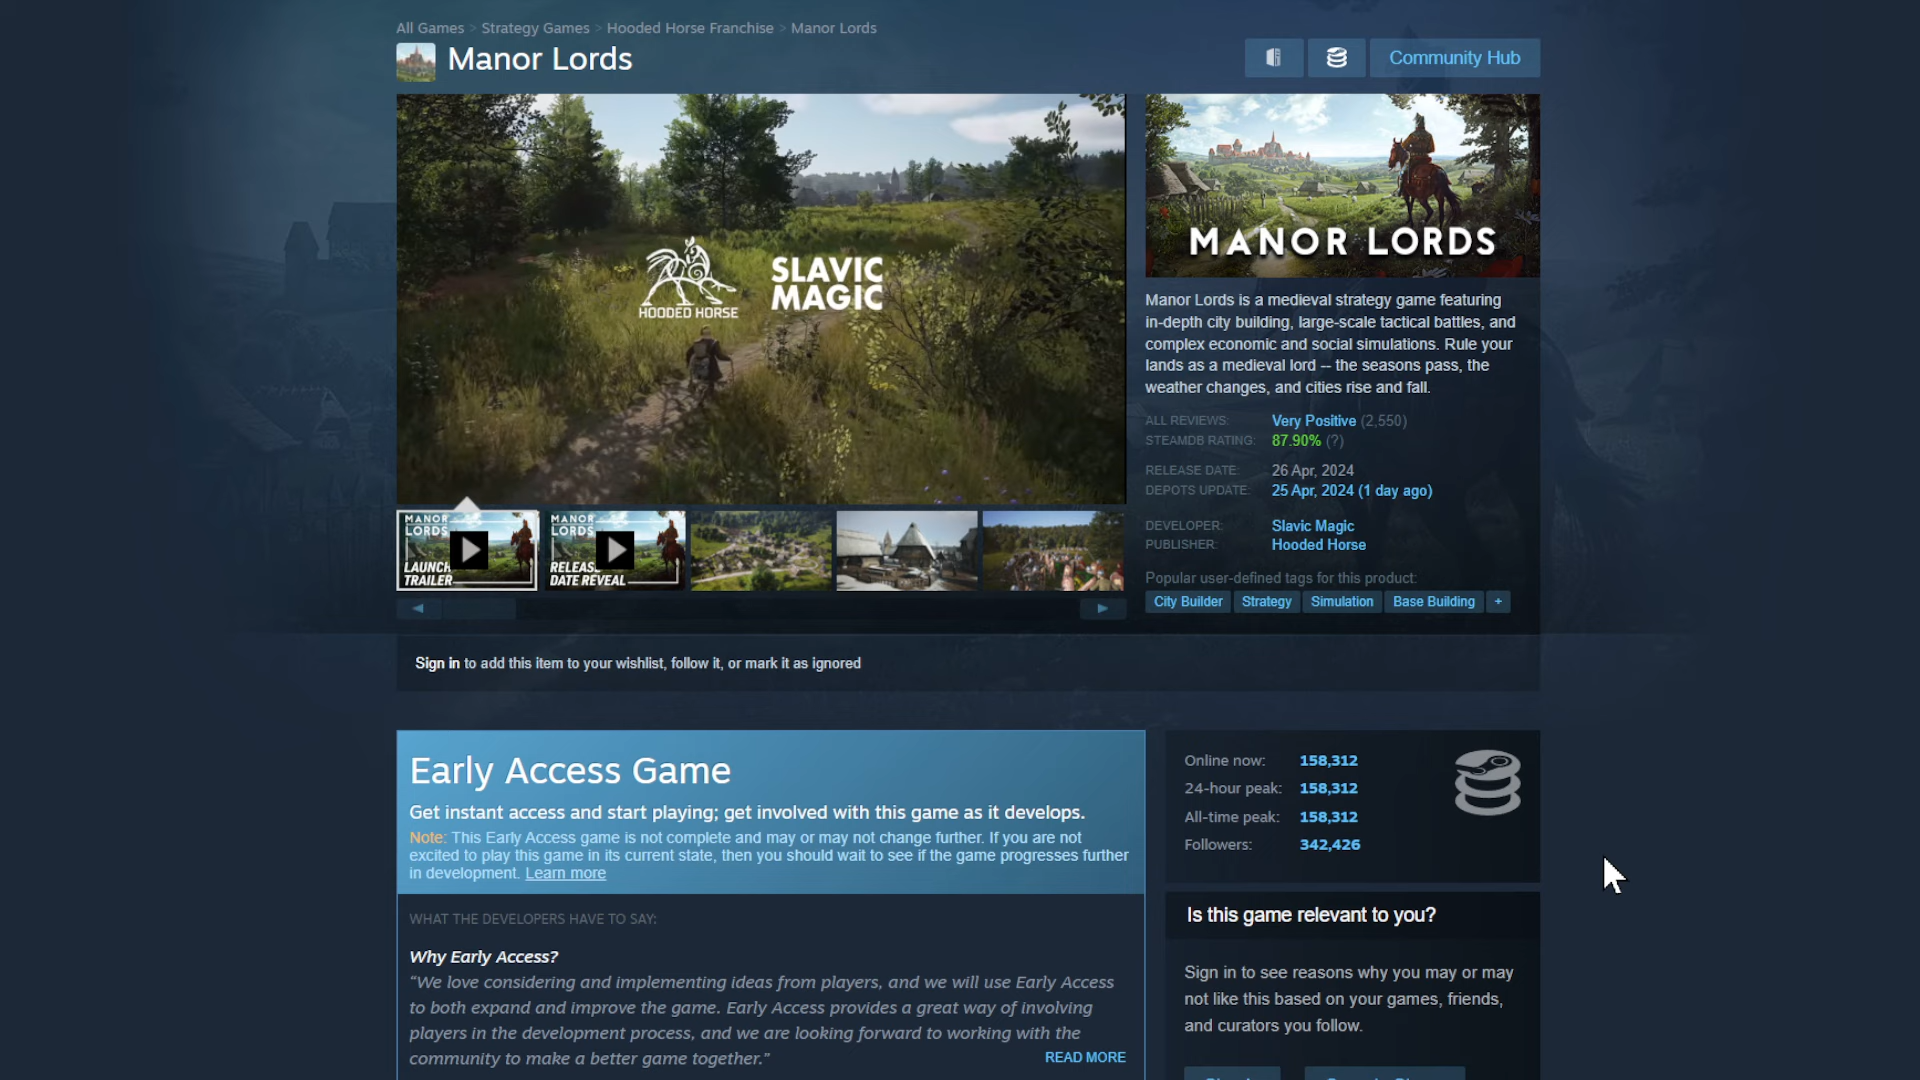 All Games > Strategy Games > Hooded Horse Franchise > Manor Lords
Manor Lords
Community Hub
HOODED HORSE
SLAVIC
MAGIC
MANOR LORDS
Manor Lords is a medieval strategy game featuring
in-depth city building, large-scale tactical battles, and
complex economic and social simulations. Rule your
lands as a medieval lord -- the seasons pass, the
weather changes, and cities rise and fall.
ALL REVIEWS: Very Positive (2,550)
STEAMDB RATING: 87.90% (?)
RELEASE DATE: 26 Apr, 2024
DEPOTS UPDATE: 25 Apr, 2024 (1 day ago)
DEVELOPER: Slavic Magic
PUBLISHER: Hooded Horse
Popular user-defined tags for this product:
City Builder Strategy Simulation Base Building +
MANOR
LORDS
LAUNCH
TRAILER
MANOR
LORDS
RELEASE
DATE REVEAL
Sign in to add this item to your wishlist, follow it, or mark it as ignored
Early Access Game
Get instant access and start playing; get involved with this game as it develops.
Note: This Early Access game is not complete and may or may not change further. If you are not
excited to play this game in its current state, then you should wait to see if the game progresses further
in development. Learn more
WHAT THE DEVELOPERS HAVE TO SAY:
Why Early Access?
“We love considering and implementing ideas from players, and we will use Early Access
to both expand and improve the game. Early Access provides a great way of involving
players in the development process, and we are looking forward to working with the
community to make a better game together.”
READ MORE
Online now: 158,312
24-hour peak: 158,312
All-time peak: 158,312
Followers: 342,426
Is this game relevant to you?
Sign in to see reasons why you may or may
not like this based on your games, friends,
and curators you follow.